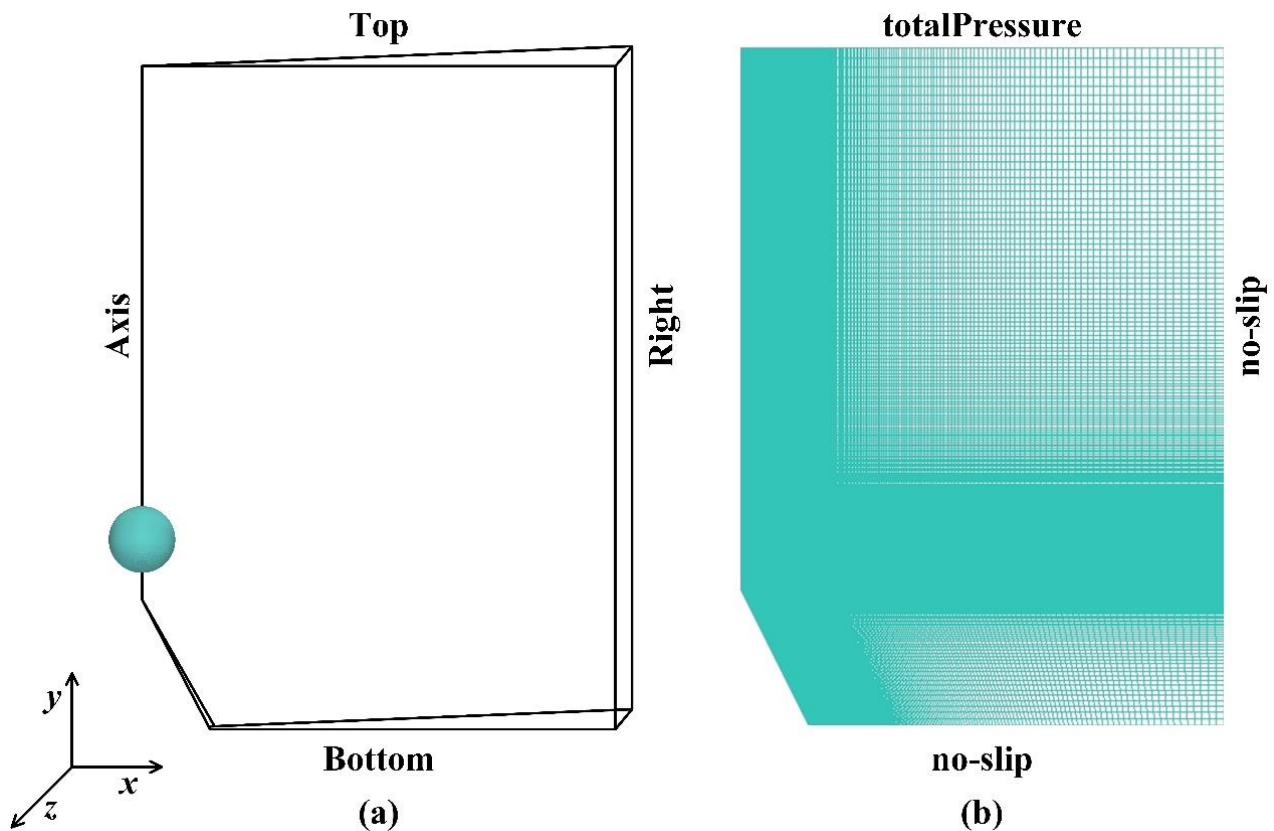 Top
Axis
Right
Bottom
y
x
z
(a)
totalPressure
no-slip
no-slip
(b)